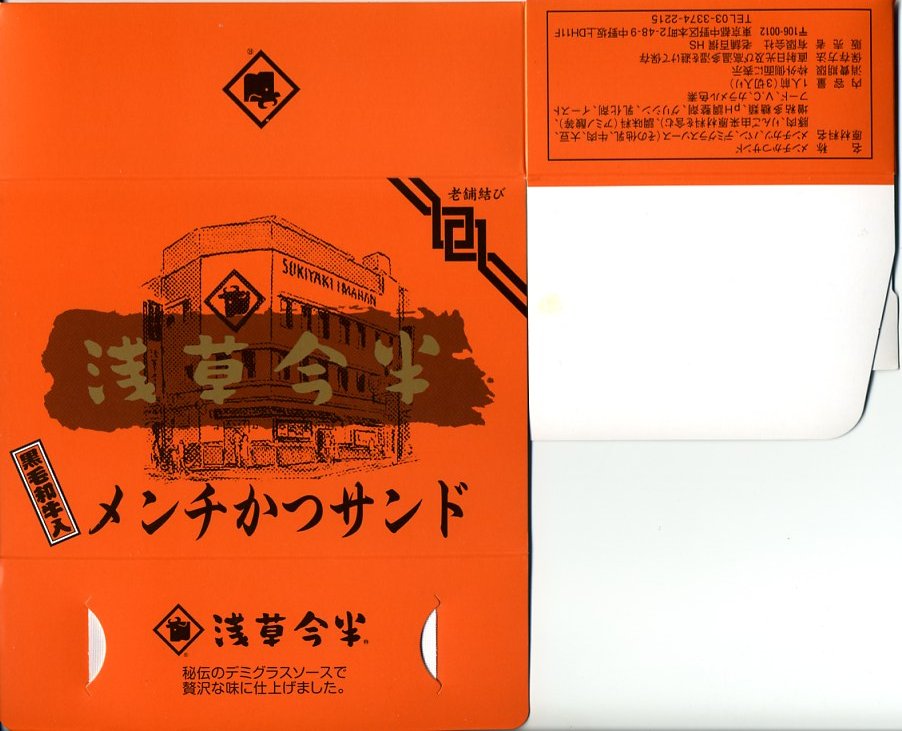 ®
老舗結び
SUKIYAKI IMAHAN
浅草今半
黒毛和牛入
メンチかつサンド
浅草今半®
®
秘伝のデミグラスソースで
贅沢な味に仕上げました。
名称 メンチかつサンド
原材料名 メンチカツ、パン、デミグラスソース(その他乳、牛肉、大豆、
豚肉、りんご由来原材料を含む)、調味料(アミノ酸等)、
増粘多糖類、pH調整剤、グリシン、乳化剤、イースト
フード、V.C、カラメル色素
内容量 1人前(3切入り)
消費期限 枠外側面に表示
保存方法 直射日光及び高温多湿を避けて保存
販売者 有限会社 老舗百撰 HS
〒106-0012 東京都中野区本町2-48-9 中野坂上DH11F
TEL03-3374-2215